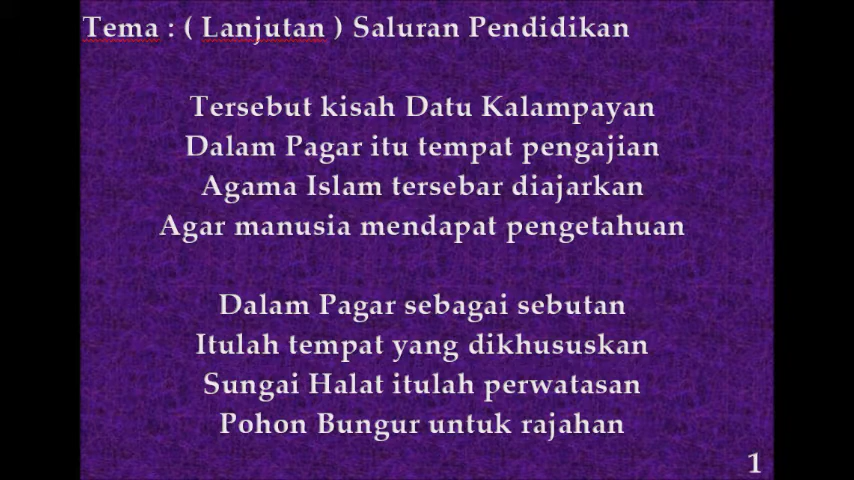 Tema : ( Lanjutan ) Saluran Pendidikan
Tersebut kisah Datu Kalampayan
Dalam Pagar itu tempat pengajian
Agama Islam tersebar diajarkan
Agar manusia mendapat pengetahuan
Dalam Pagar sebagai sebutan
Itulah tempat yang dikhususkan
Sungai Halat itulah perwatasan
Pohon Bungur untuk rajahan
1